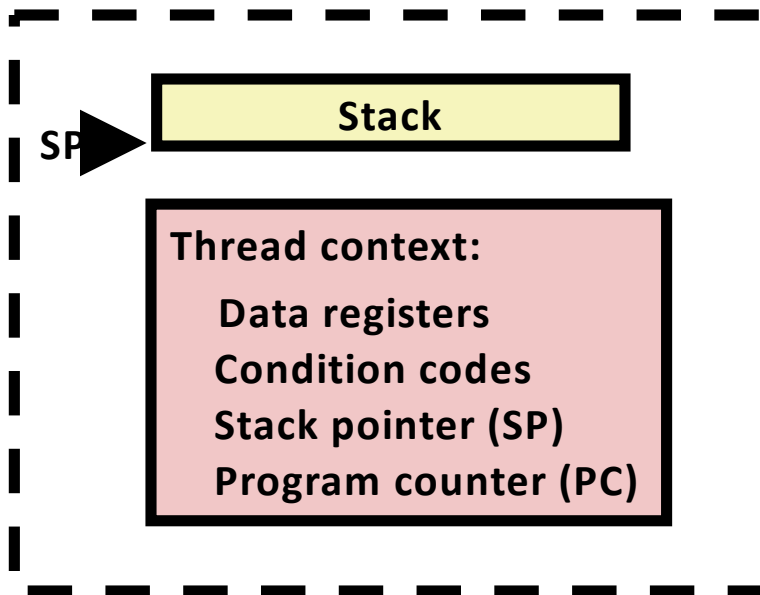 Stack
SP
Thread context:
Data registers
Condition codes
Stack pointer (SP)
Program counter (PC)